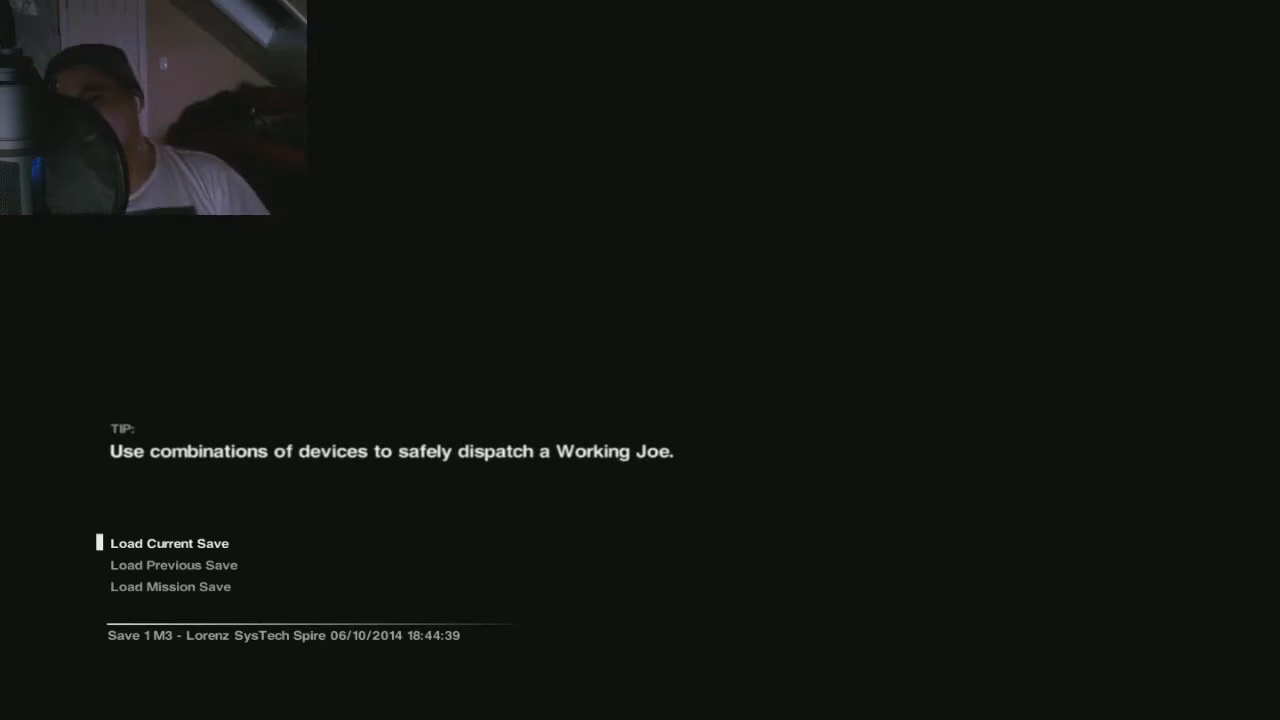 TIP:
Use combinations of devices to safely dispatch a Working Joe.
Load Current Save
Load Previous Save
Load Mission Save
Save 1 M3 - Lorenz SysTech Spire 06/10/2014 18:44:39